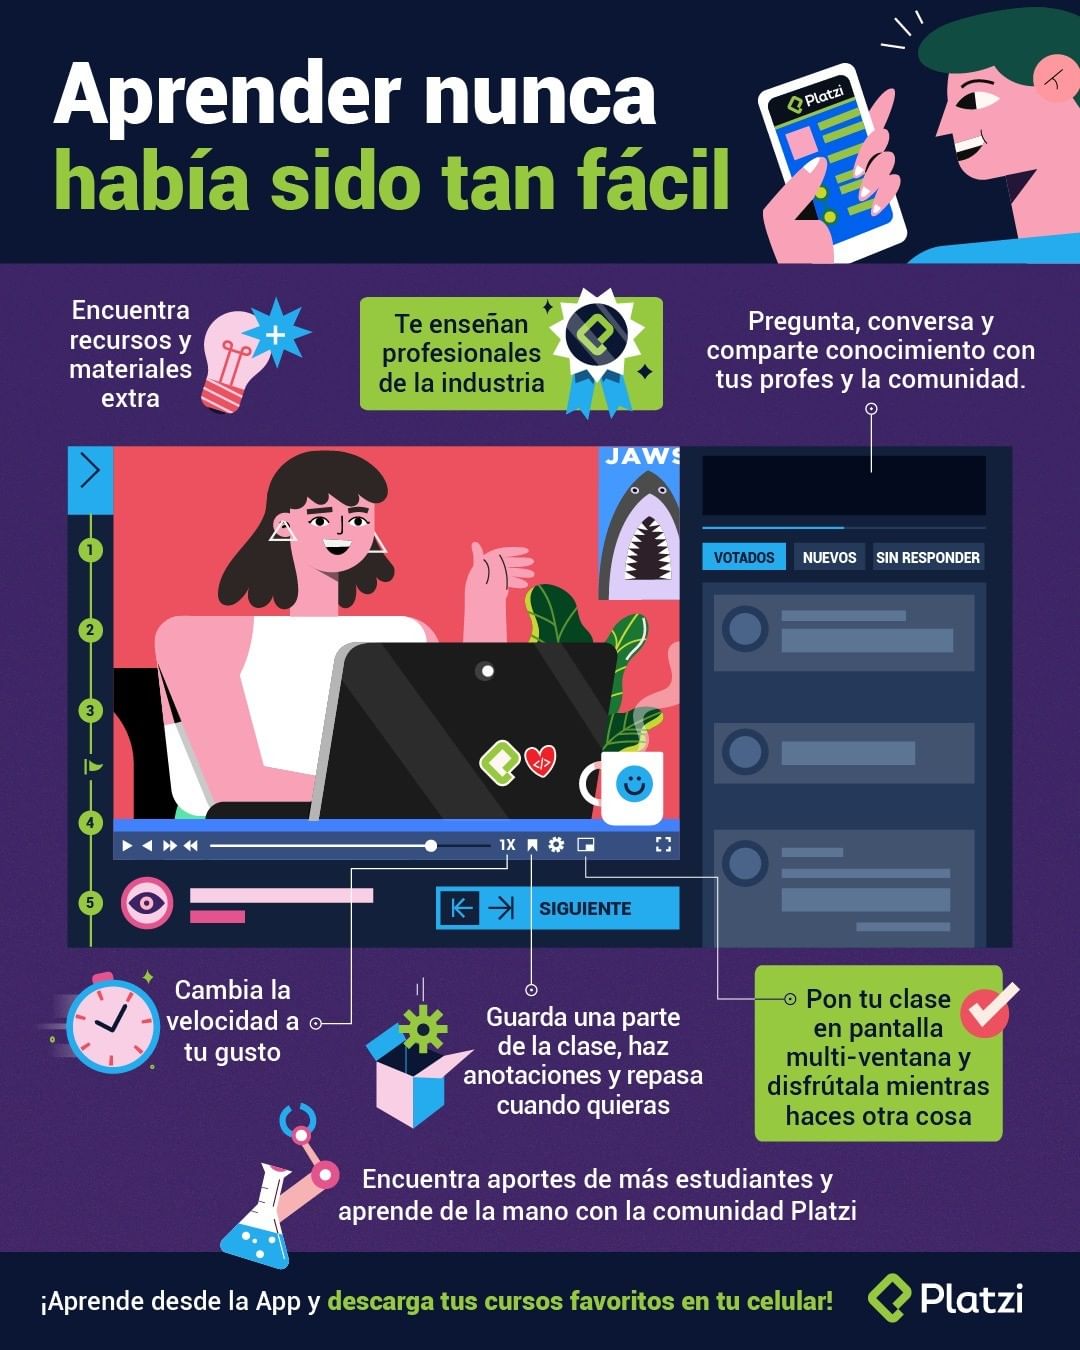 Aprender nunca
había sido tan fácil
Platzi
Encuentra
recursos y
materiales
extra
Te enseñan
profesionales
de la industria
Pregunta, conversa y
comparte conocimiento con
tus profes y la comunidad.
JAWS
1
2
3
4
5
VOTADOS
NUEVOS
SIN RESPONDER
</>
1X
SIGUIENTE
Cambia la
velocidad a
tu gusto
Guarda una parte
de la clase, haz
anotaciones y repasa
cuando quieras
Pon tu clase
en pantalla
multi-ventana y
disfrútala mientras
haces otra cosa
Encuentra aportes de más estudiantes y
aprende de la mano con la comunidad Platzi
¡Aprende desde la App y descarga tus cursos favoritos en tu celular!
Platzi